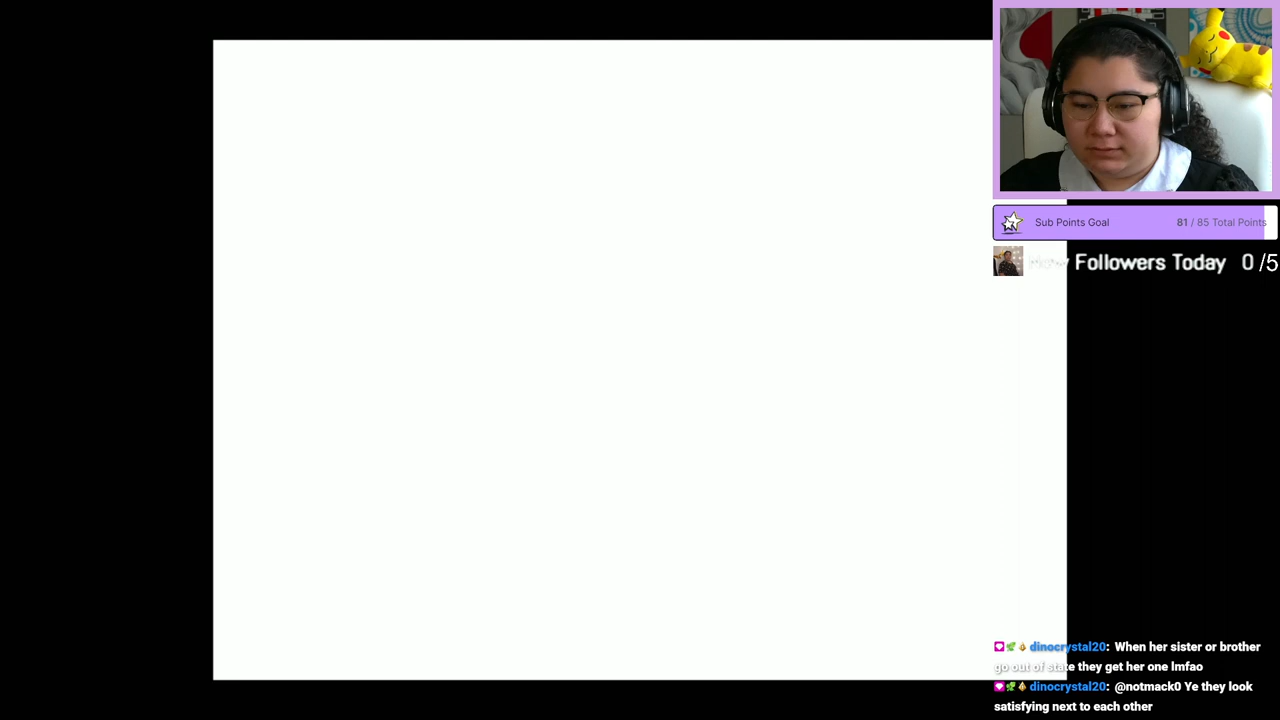 Sub Points Goal 81 / 85 Total Points
New Followers Today 0 /5
dinocrystal20: When her sister or brother
go out of state they get her one lmfao
dinocrystal20: @notmack0 Ye they look
satisfying next to each other